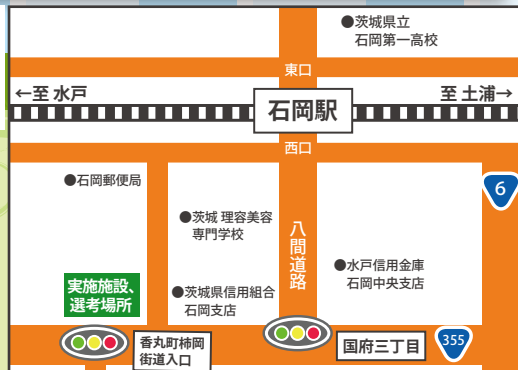 ●茨城県立
石岡第一高校
東口
←至 水戸
至 土浦→
石岡駅
西口
●石岡郵便局
6
●茨城 理容美容
専門学校
八間道路
●水戸信用金庫
石岡中央支店
実施施設、
選考場所
●茨城県信用組合
石岡支店
香丸町柿岡
街道入口
国府三丁目
355